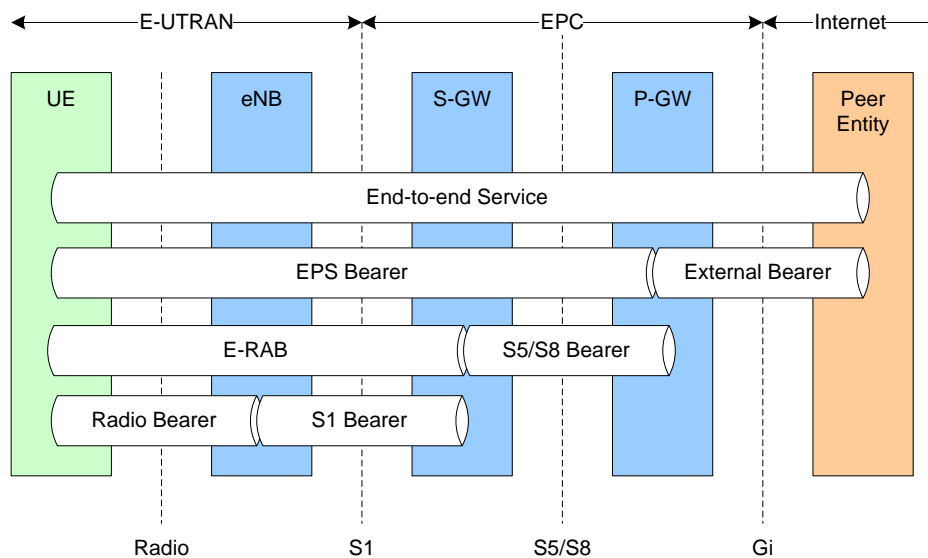 E-UTRAN
EPC
Internet
UE
eNB
S-GW
P-GW
Peer
Entity
End-to-end Service
EPS Bearer
External Bearer
E-RAB
S5/S8 Bearer
Radio Bearer
S1 Bearer
Radio
S1
S5/S8
Gi